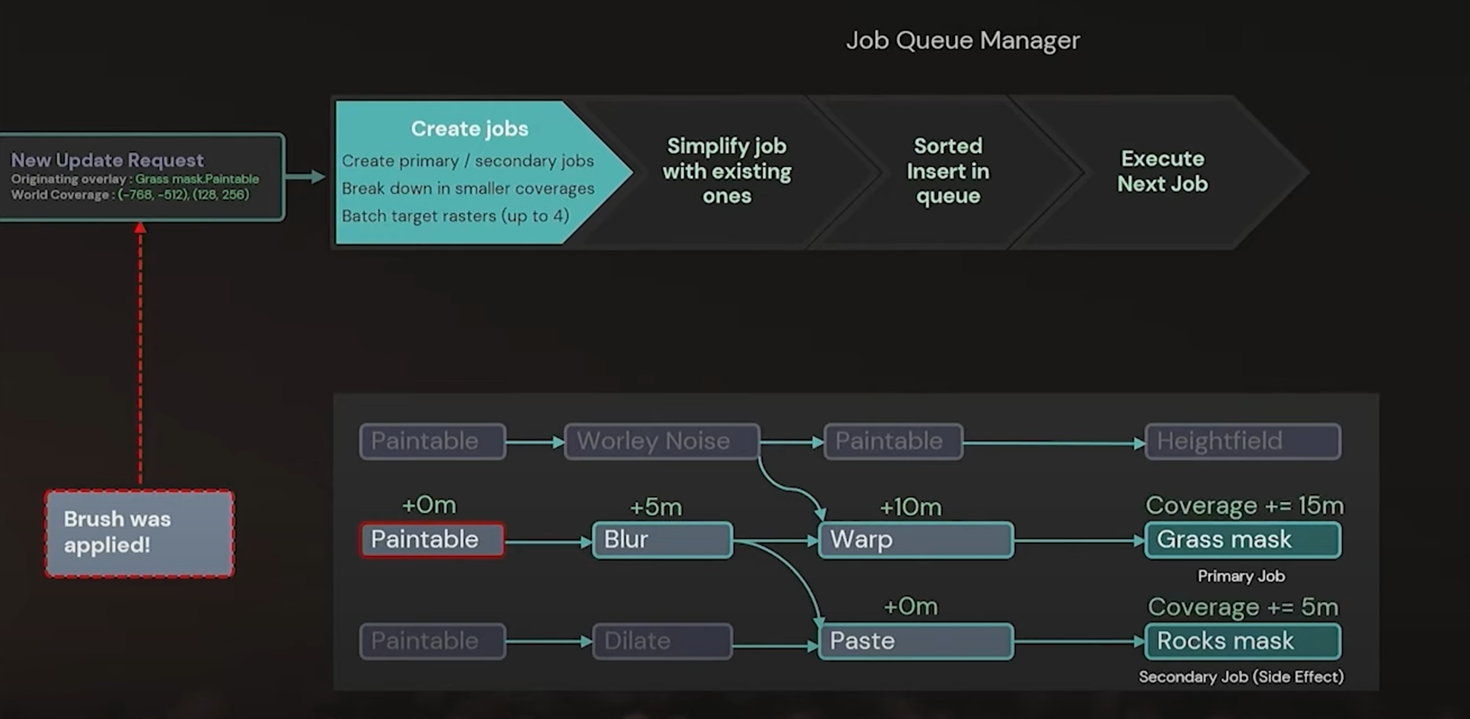 Job Queue Manager
New Update Request
Originating overlay : Grass mask.Paintable
World Coverage : (-768, -512), (128, 256)
Create jobs
Create primary / secondary jobs
Break down in smaller coverages
Batch target rasters (up to 4)
Simplify job
with existing
ones
Sorted
Insert in
queue
Execute
Next Job
Brush was
applied!
Paintable
Worley Noise
Paintable
Heightfield
+0m
+5m
+10m
Coverage += 15m
Paintable
Blur
Warp
Grass mask
Primary Job
+0m
Coverage += 5m
Paintable
Dilate
Paste
Rocks mask
Secondary Job (Side Effect)